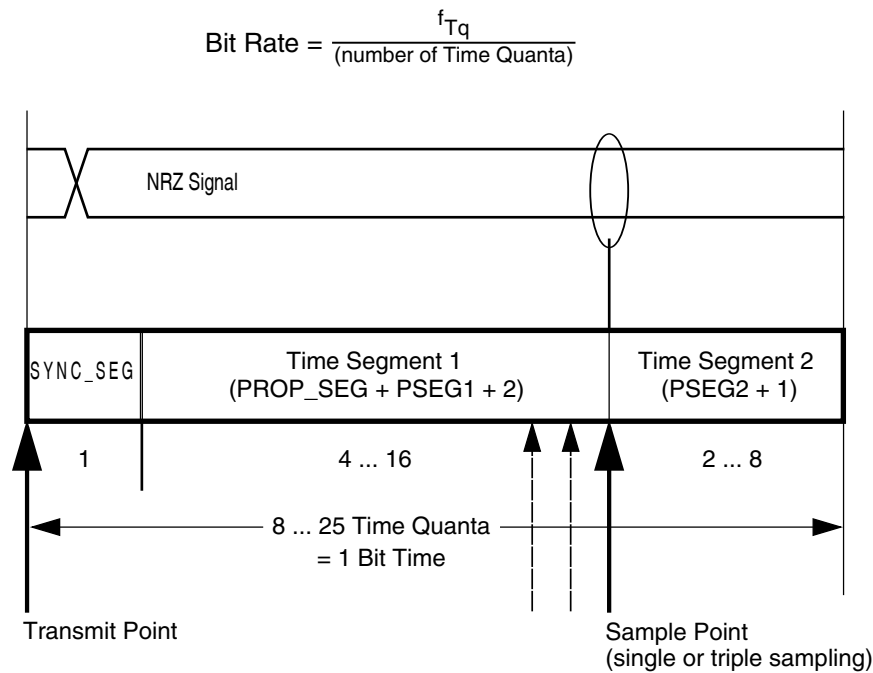 Bit Rate = fTq
(number of Time Quanta)
NRZ Signal
SYNC_SEG
Time Segment 1
(PROP_SEG + PSEG1 + 2)
Time Segment 2
(PSEG2 + 1)
1
4 ... 16
2 ... 8
8 ... 25 Time Quanta
= 1 Bit Time
Transmit Point
Sample Point
(single or triple sampling)